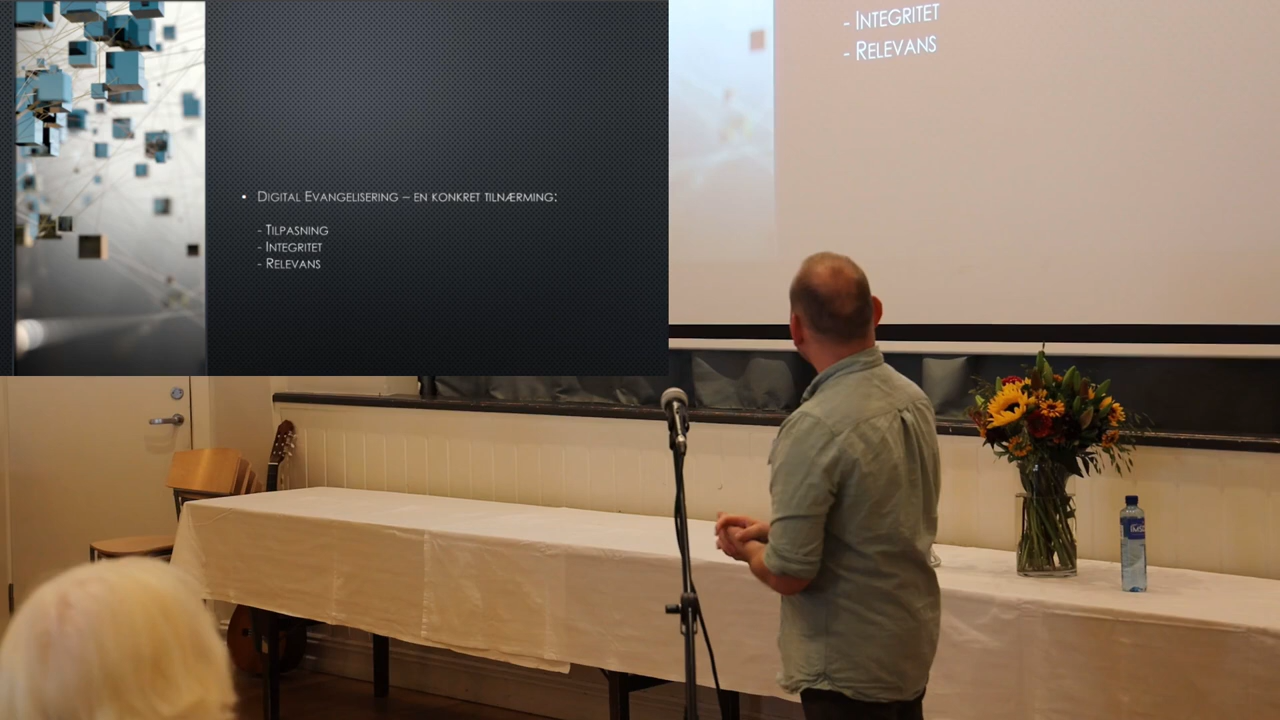 • Digital Evangelisering – en konkret tilnærming:
- Tilpasning
- Integritet
- Relevans
- Integritet
- Relevans